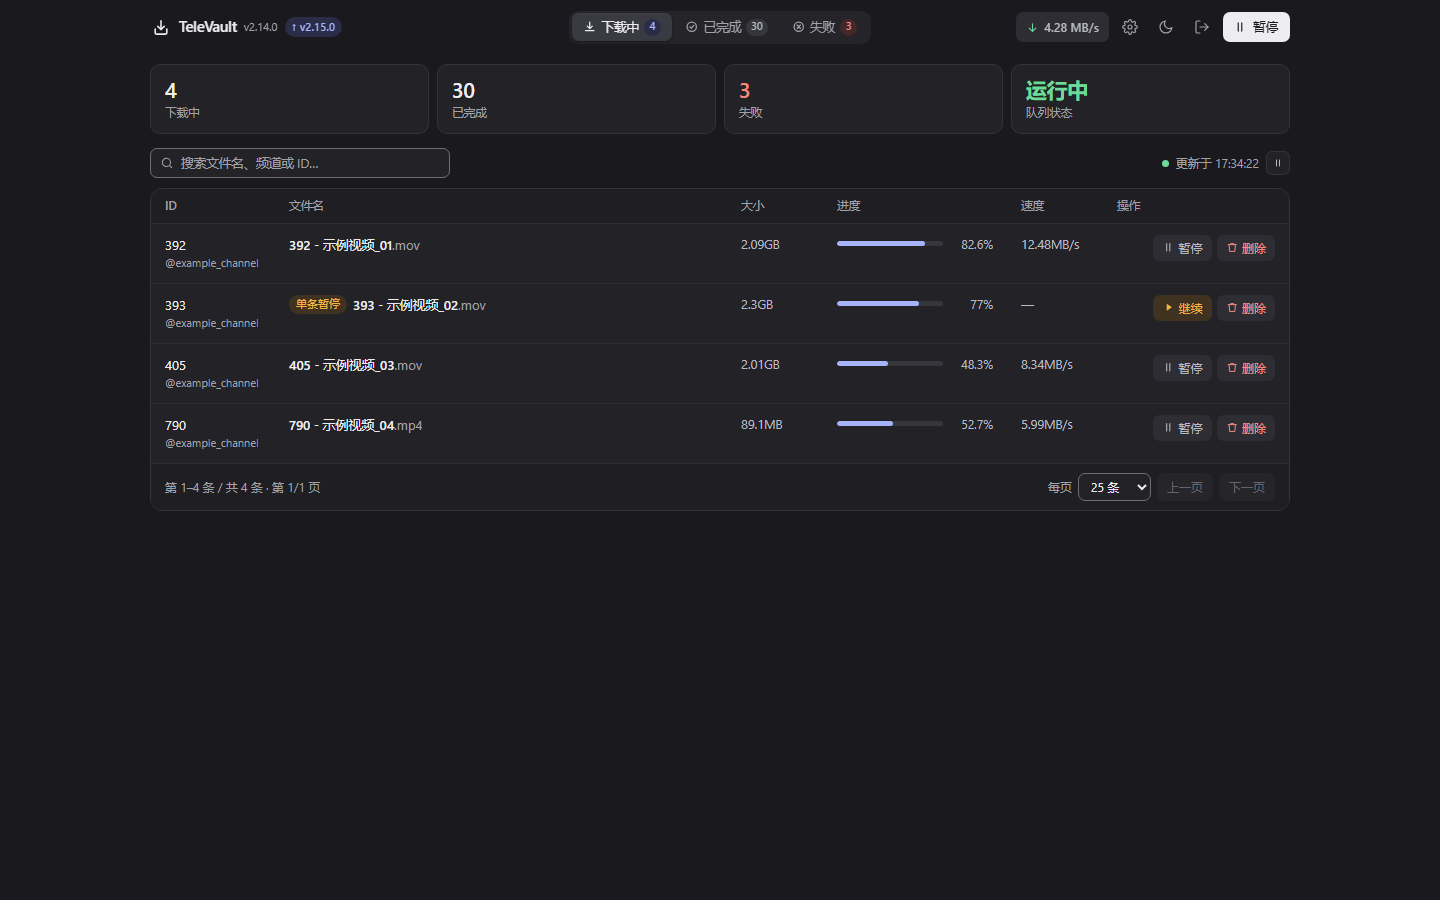 TeleVault v2.14.0 ↑ v2.15.0 下载中 4 已完成 30 失败 3 ↓ 4.28 MB/s 暂停
4
下载中
30
已完成
3
失败
运行中
队列状态
搜索文件名、频道或 ID... 更新于 17:34:22
ID 文件名 大小 进度 速度 操作
392 392 - 示例视频_01.mov 2.09GB 82.6% 12.48MB/s 暂停 删除
@example_channel
393 单条暂停 393 - 示例视频_02.mov 2.3GB 77% — 继续 删除
@example_channel
405 405 - 示例视频_03.mov 2.01GB 48.3% 8.34MB/s 暂停 删除
@example_channel
790 790 - 示例视频_04.mp4 89.1MB 52.7% 5.99MB/s 暂停 删除
@example_channel
第 1–4 条 / 共 4 条 · 第 1/1 页 每页 25 条 上一页 下一页